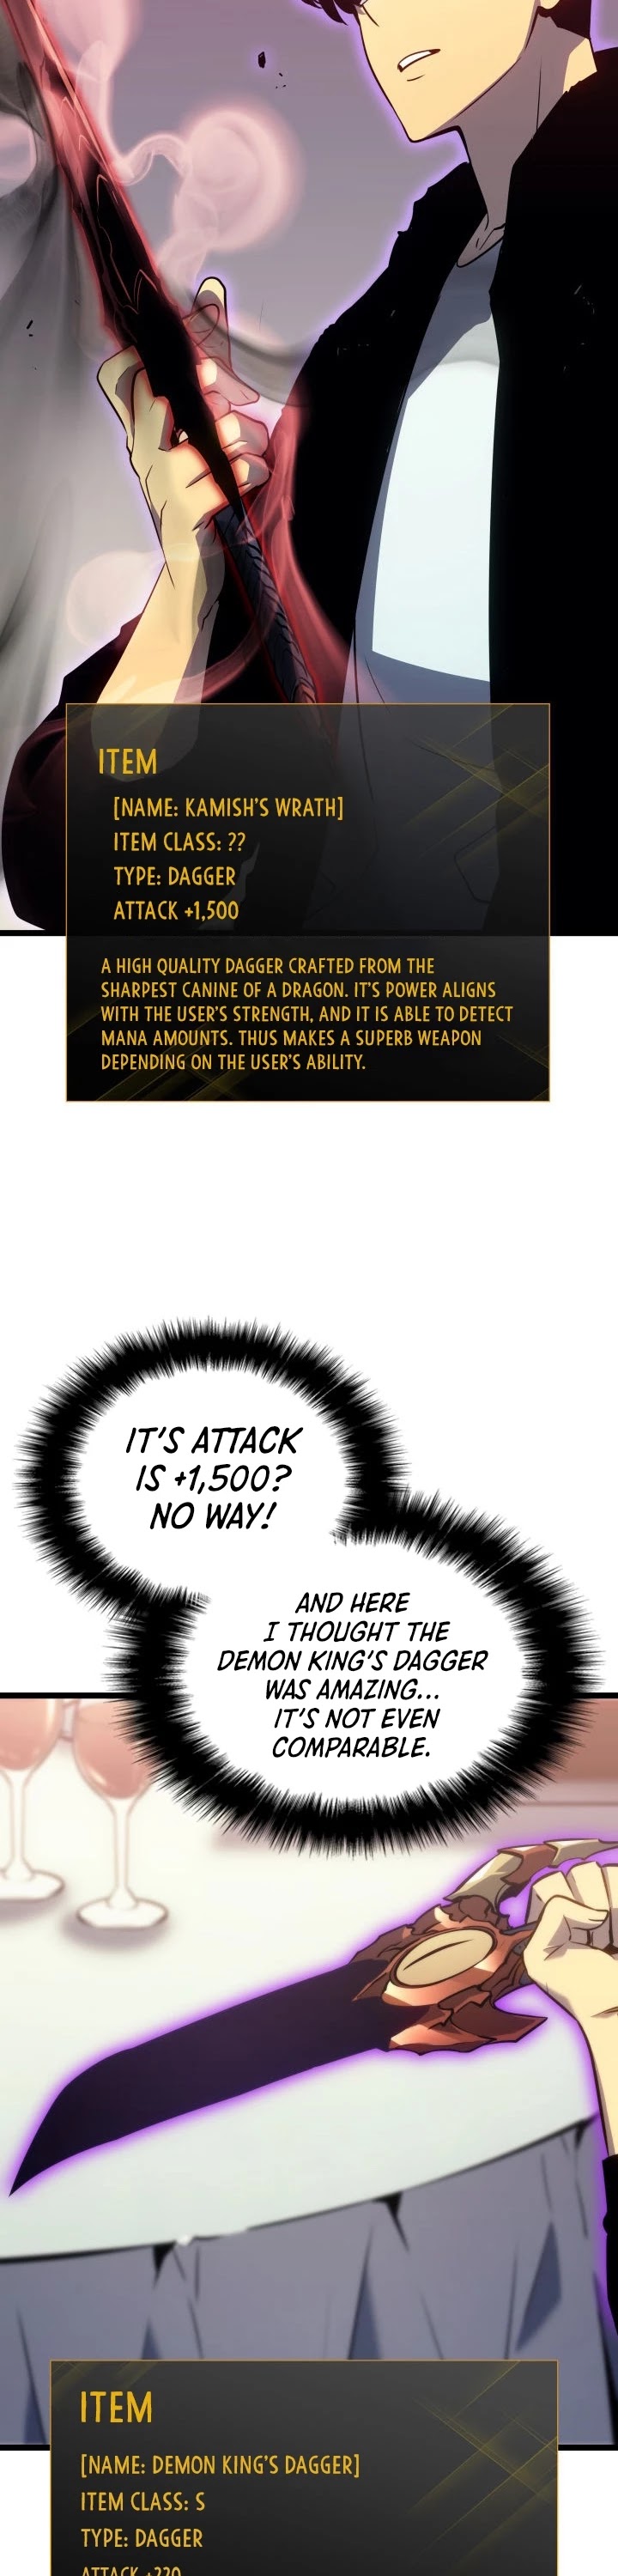 ITEM
[NAME: KAMISH'S WRATH]
ITEM CLASS: ??
TYPE: DAGGER
ATTACK +1,500
A HIGH QUALITY DAGGER CRAFTED FROM THE
SHARPEST CANINE OF A DRAGON. IT'S POWER ALIGNS
WITH THE USER'S STRENGTH, AND IT IS ABLE TO DETECT
MANA AMOUNTS. THUS MAKES A SUPERB WEAPON
DEPENDING ON THE USER'S ABILITY.
IT'S ATTACK
IS +1,500?
NO WAY!
AND HERE
I THOUGHT THE
DEMON KING'S DAGGER
WAS AMAZING...
IT'S NOT EVEN
COMPARABLE.
ITEM
[NAME: DEMON KING'S DAGGER]
ITEM CLASS: S
TYPE: DAGGER
ATTACK +220